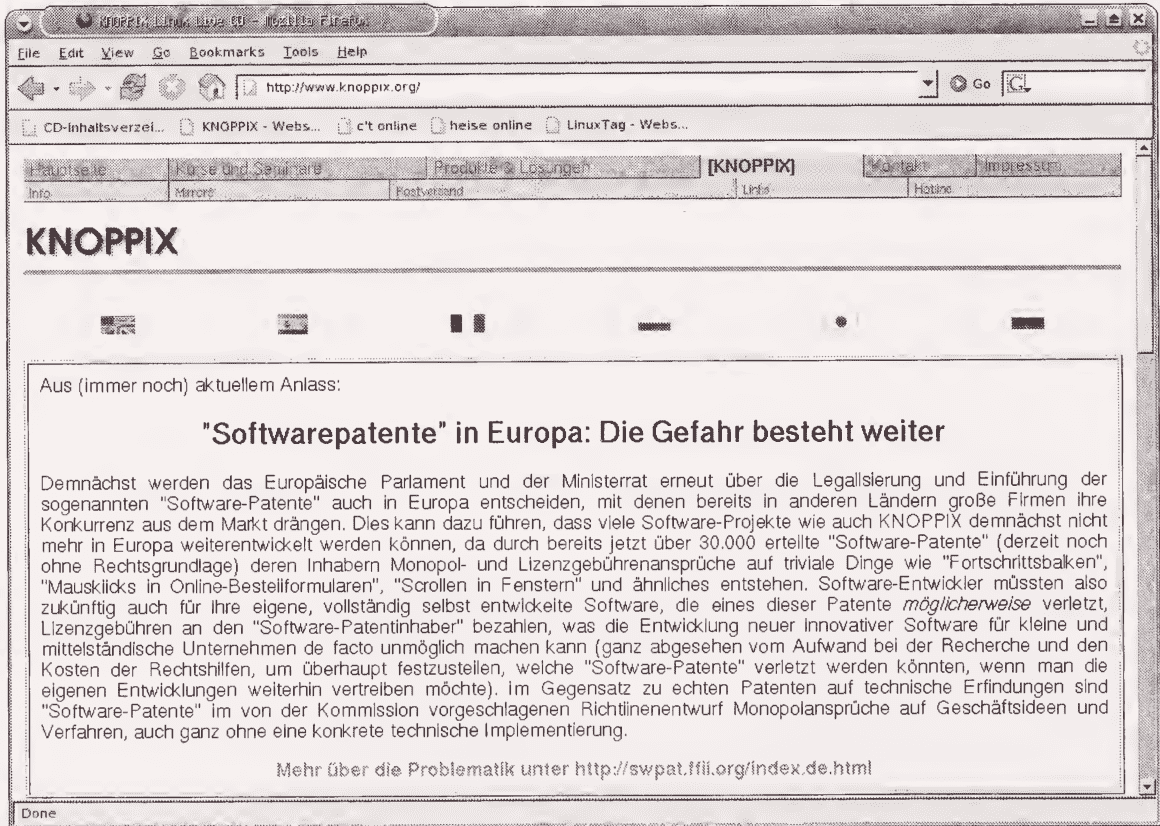 KNOPPIX Linux Live CD - Mozilla Firefox
File Edit View Go Bookmarks Tools Help
http://www.knoppix.org/ Go
CD-Inhaltsverzei... KNOPPIX - Webs... c't online heise online LinuxTag - Webs...
Hauptseite Kurse und Seminare Produkte & Lösungen [KNOPPIX] Kontakt Impressum
Info Mirrors Postversand Links Hotline
KNOPPIX
Aus (immer noch) aktuellem Anlass:
"Softwarepatente" in Europa: Die Gefahr besteht weiter
Demnächst werden das Europäische Parlament und der Ministerrat erneut über die Legalisierung und Einführung der
sogenannten "Software-Patente" auch in Europa entscheiden, mit denen bereits in anderen Ländern große Firmen ihre
Konkurrenz aus dem Markt drängen. Dies kann dazu führen, dass viele Software-Projekte wie auch KNOPPIX demnächst nicht
mehr in Europa weiterentwickelt werden können, da durch bereits jetzt über 30.000 erteilte "Software-Patente" (derzeit noch
ohne Rechtsgrundlage) deren Inhabern Monopol- und Lizenzgebührenansprüche auf triviale Dinge wie "Fortschrittsbalken",
"Mausklicks in Online-Bestellformularen", "Scrollen in Fenstern" und ähnliches entstehen. Software-Entwickler müssten also
zukünftig auch für ihre eigene, vollständig selbst entwickelte Software, die eines dieser Patente möglicherweise verletzt,
Lizenzgebühren an den "Software-Patentinhaber" bezahlen, was die Entwicklung neuer innovativer Software für kleine und
mittelständische Unternehmen de facto unmöglich machen kann (ganz abgesehen vom Aufwand bei der Recherche und den
Kosten der Rechtshilfen, um überhaupt festzustellen, welche "Software-Patente" verletzt werden könnten, wenn man die
eigenen Entwicklungen weiterhin vertreiben möchte). Im Gegensatz zu echten Patenten auf technische Erfindungen sind
"Software-Patente" im von der Kommission vorgeschlagenen Richtlinenentwurf Monopolansprüche auf Geschäftsideen und
Verfahren, auch ganz ohne eine konkrete technische Implementierung.
Mehr über die Problematik unter http://swpat.ffii.org/index.de.html
Done